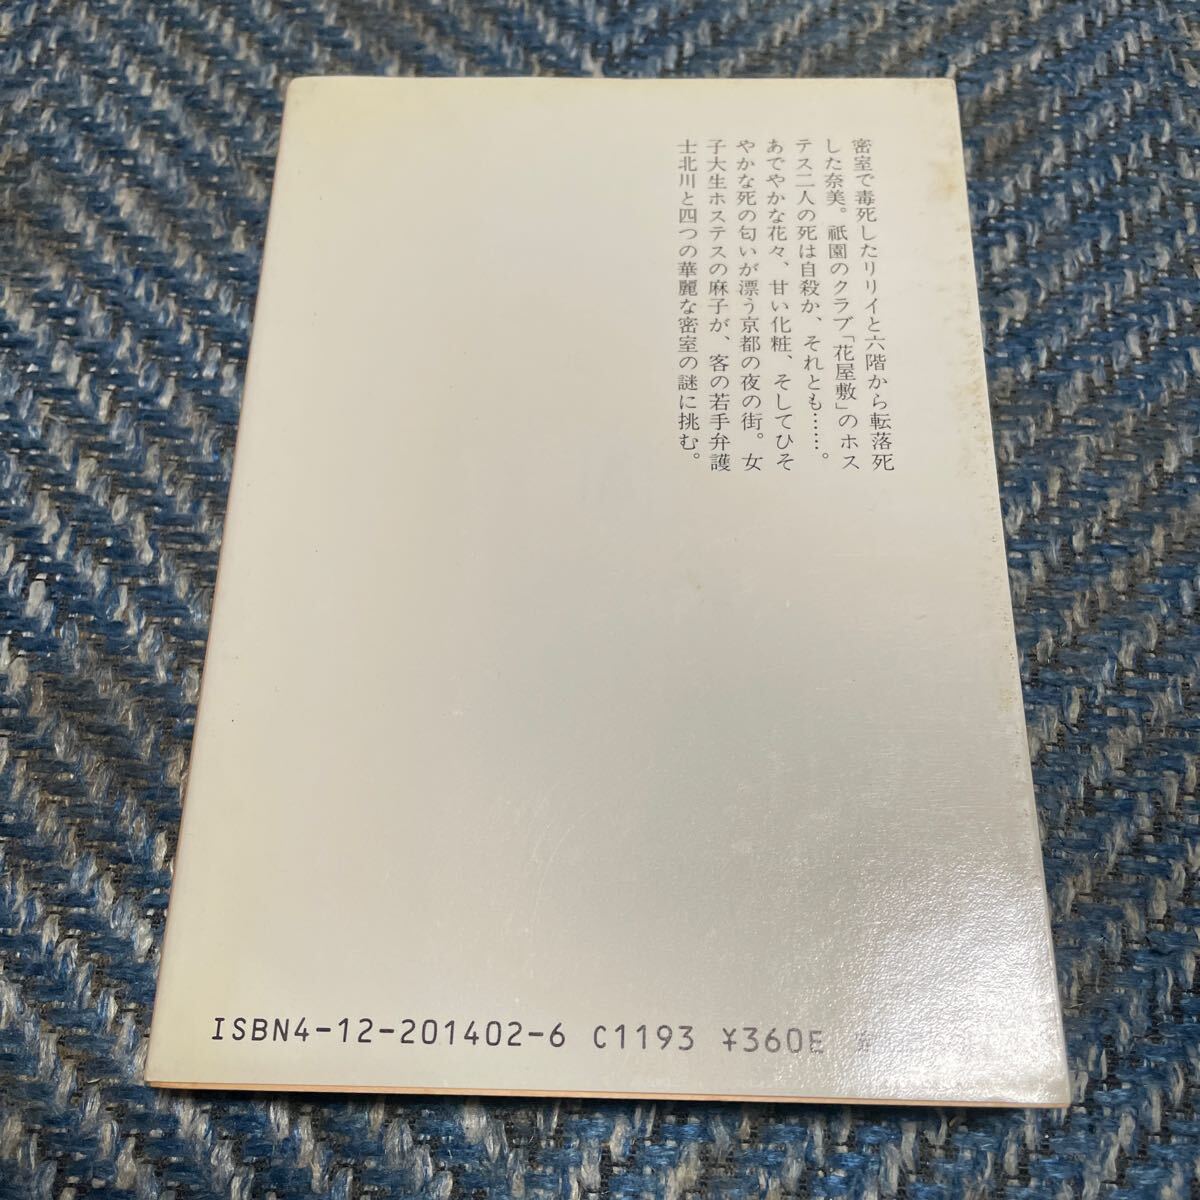 密室で毒死したリリイと六階から転落死
した奈美。祇園のクラブ「花屋敷」のホス
テス二人の死は自殺か、それとも……。
あでやかな花々、甘い化粧、そしてひそ
やかな死の匂いが漂う京都の夜の街。女
子大生ホステスの麻子が、客の若手弁護
士北川と四つの華麗な密室の謎に挑む。
ISBN4-12-201402-6 C1193 ¥360E